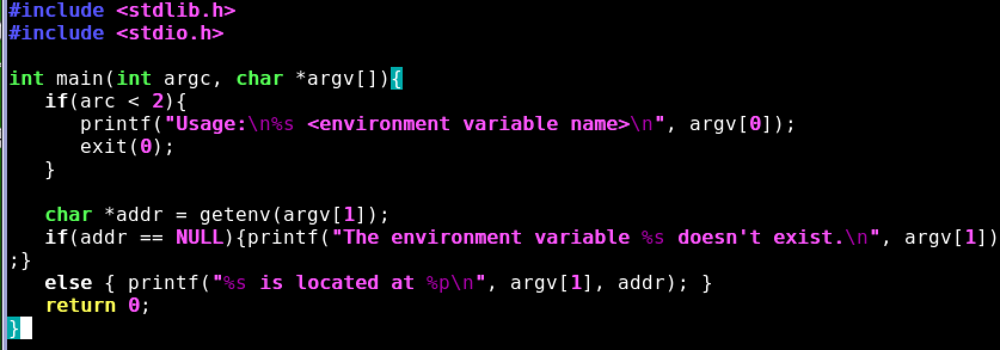 #include <stdlib.h>
#include <stdio.h>

int main(int argc, char *argv[]){
   if(arc < 2){
      printf("Usage:\n%s <environment variable name>\n", argv[0]);
      exit(0);
   }

   char *addr = getenv(argv[1]);
   if(addr == NULL){printf("The environment variable %s doesn't exist.\n", argv[1])
;}
   else { printf("%s is located at %p\n", argv[1], addr); }
   return 0;
}